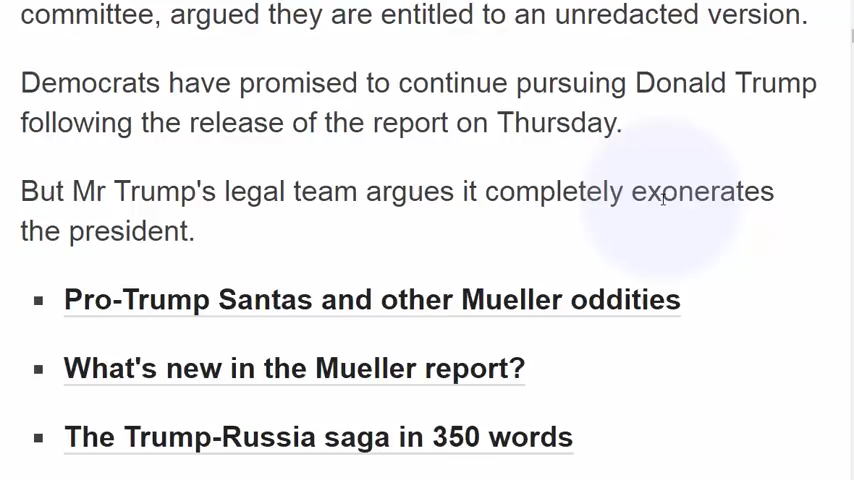 committee, argued they are entitled to an unredacted version.
Democrats have promised to continue pursuing Donald Trump
following the release of the report on Thursday.
But Mr Trump's legal team argues it completely exonerates
the president.
Pro-Trump Santas and other Mueller oddities
What's new in the Mueller report?
The Trump-Russia saga in 350 words